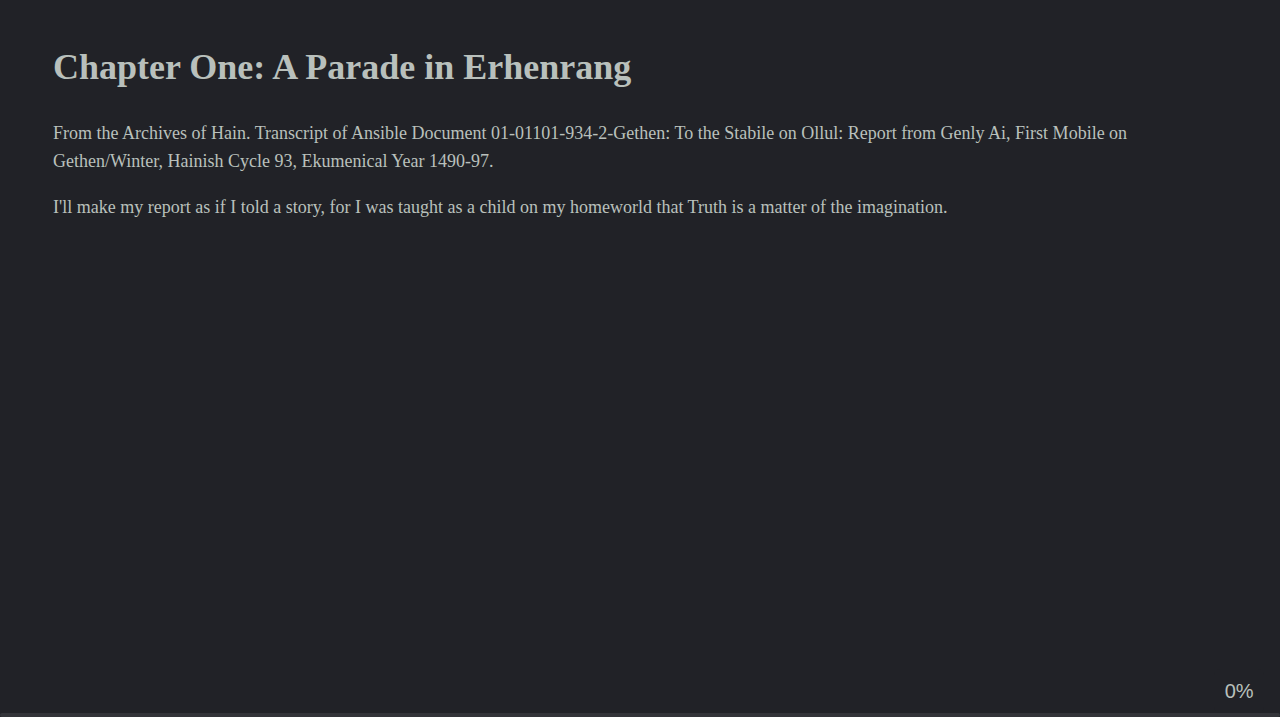 Chapter One: A Parade in Erhenrang
From the Archives of Hain. Transcript of Ansible Document 01-01101-934-2-Gethen: To the Stabile on Ollul: Report from Genly Ai, First Mobile on
Gethen/Winter, Hainish Cycle 93, Ekumenical Year 1490-97.
I'll make my report as if I told a story, for I was taught as a child on my homeworld that Truth is a matter of the imagination.
0%